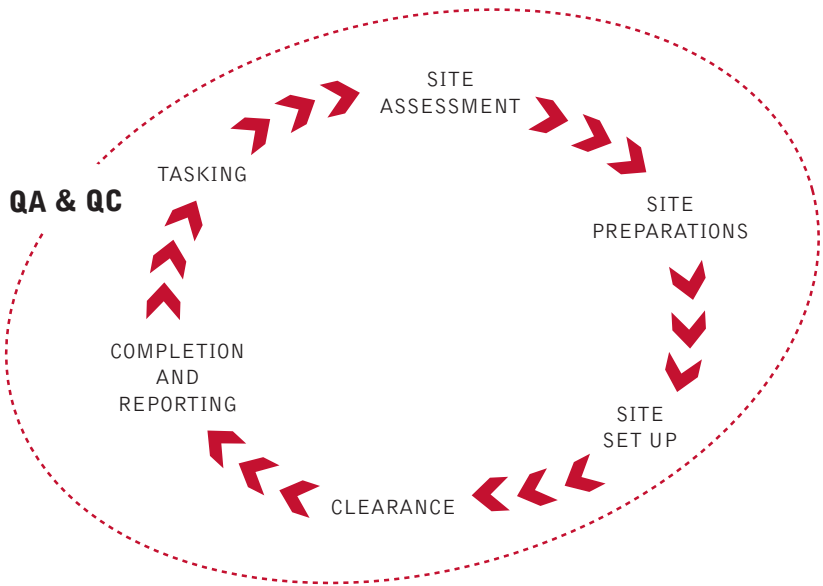 SITE
ASSESSMENT
TASKING
QA & QC
SITE
PREPARATIONS
COMPLETION
AND
REPORTING
SITE
SET UP
CLEARANCE